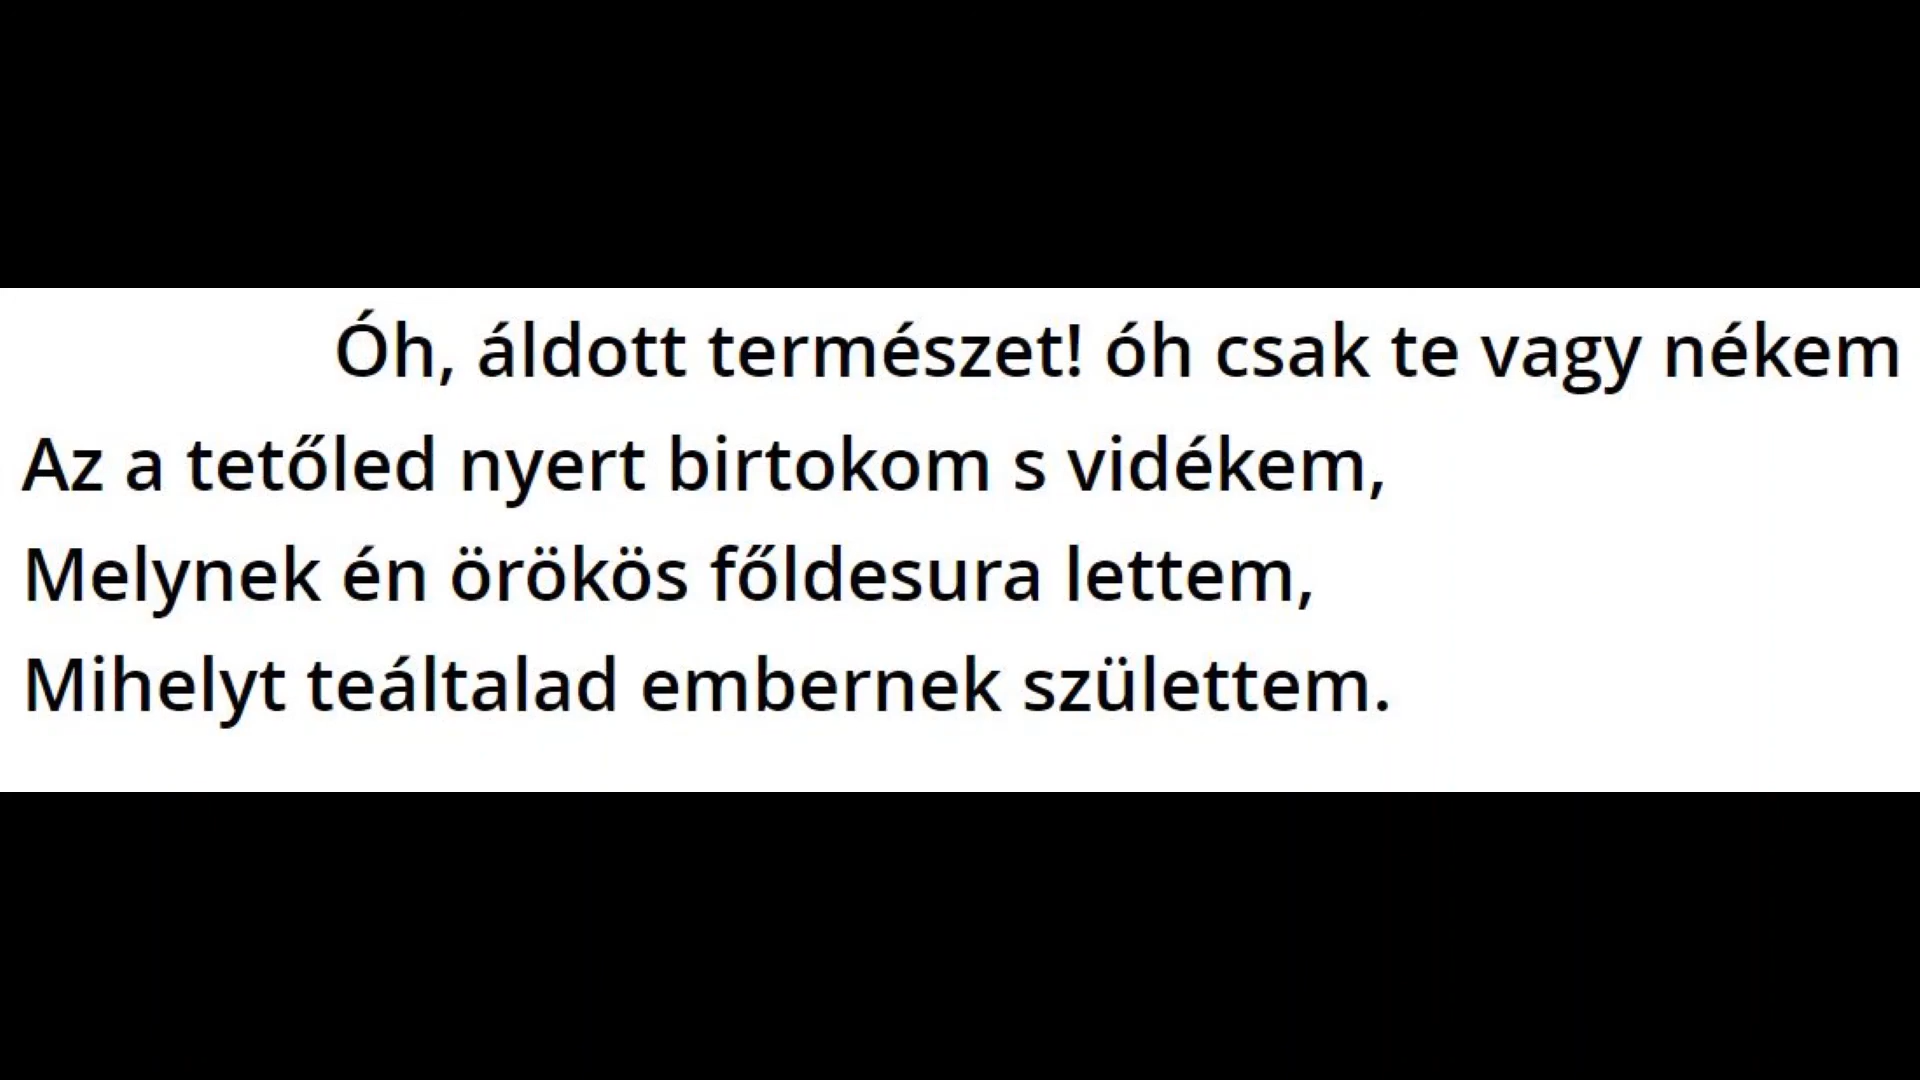 Óh, áldott természet! óh csak te vagy nékem
Az a tetőled nyert birtokom s vidékem,
Melynek én örökös főldesura lettem,
Mihelyt teáltalad embernek születtem.